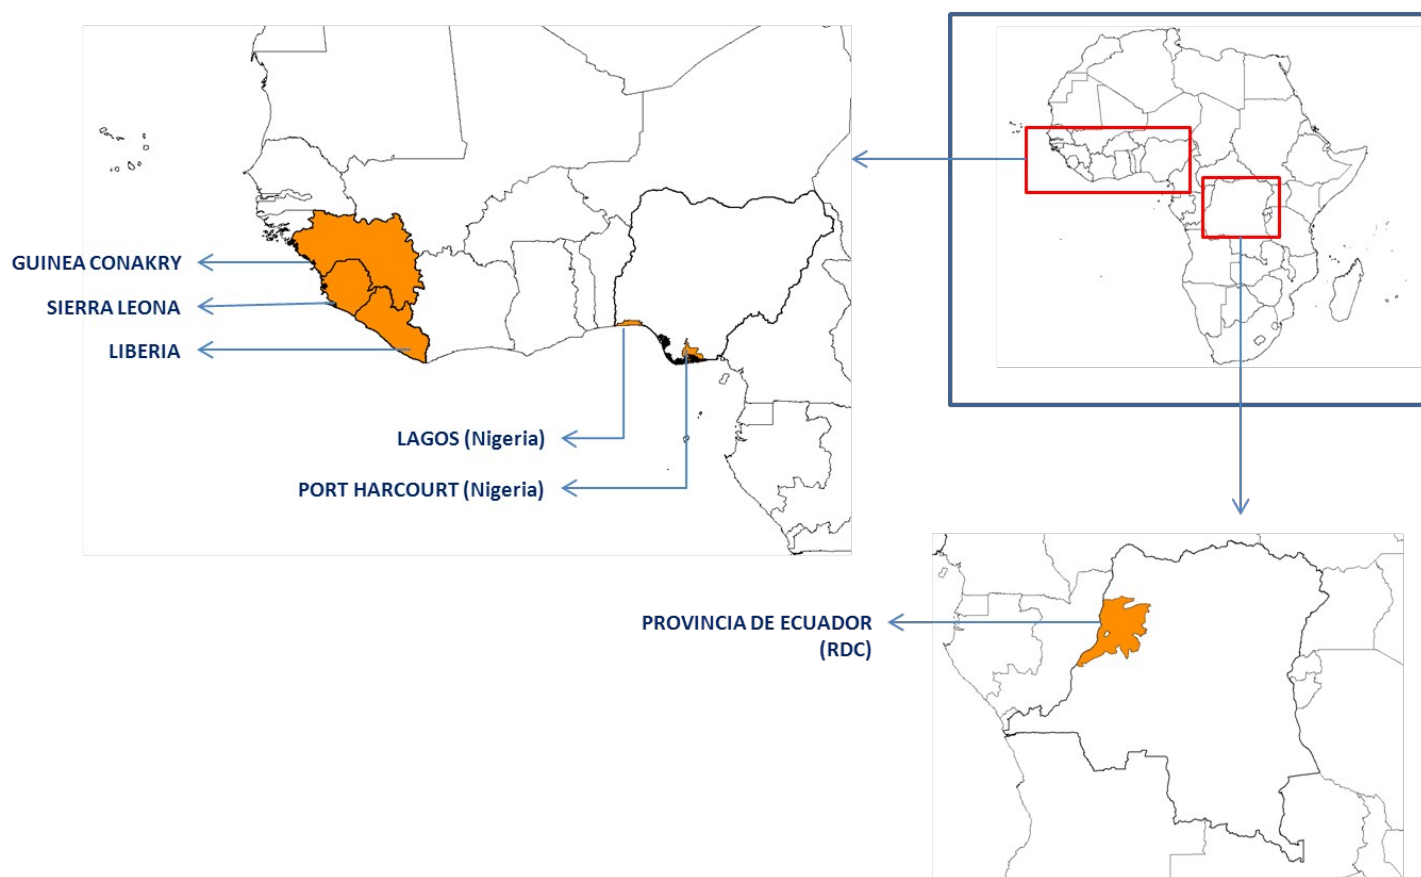 GUINEA CONAKRY
SIERRA LEONA
LIBERIA
LAGOS (Nigeria)
PORT HARCOURT (Nigeria)
PROVINCIA DE ECUADOR
(RDC)